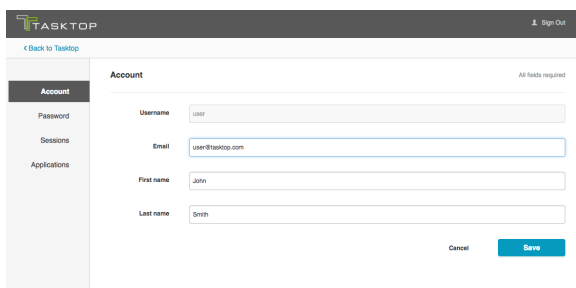 TASKTOP
Sign Out
Back to Tasktop
Account
All fields required
Account
Password
Sessions
Applications
Username
user
Email
user@tasktop.com
First name
John
Last name
Smith
Cancel
Save